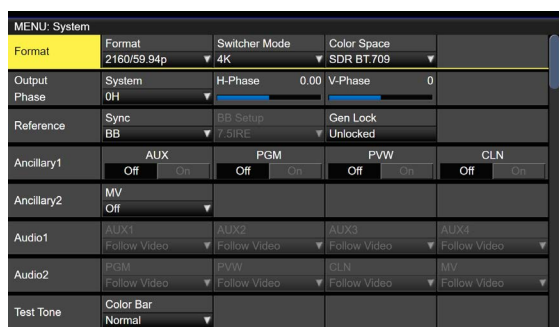 MENU: System
Format
Format
2160/59.94p
Switcher Mode
4K
Color Space
SDR BT.709
Output
Phase
System
0H
H-Phase 0.00
V-Phase 0
Reference
Sync
BB
BB Setup
7.5IRE
Gen Lock
Unlocked
Ancillary1
AUX
Off On
PGM
Off On
PVW
Off On
CLN
Off On
Ancillary2
MV
Off
Audio1
AUX1
Follow Video
AUX2
Follow Video
AUX3
Follow Video
AUX4
Follow Video
Audio2
PGM
Follow Video
PVW
Follow Video
CLN
Follow Video
MV
Follow Video
Test Tone
Color Bar
Normal